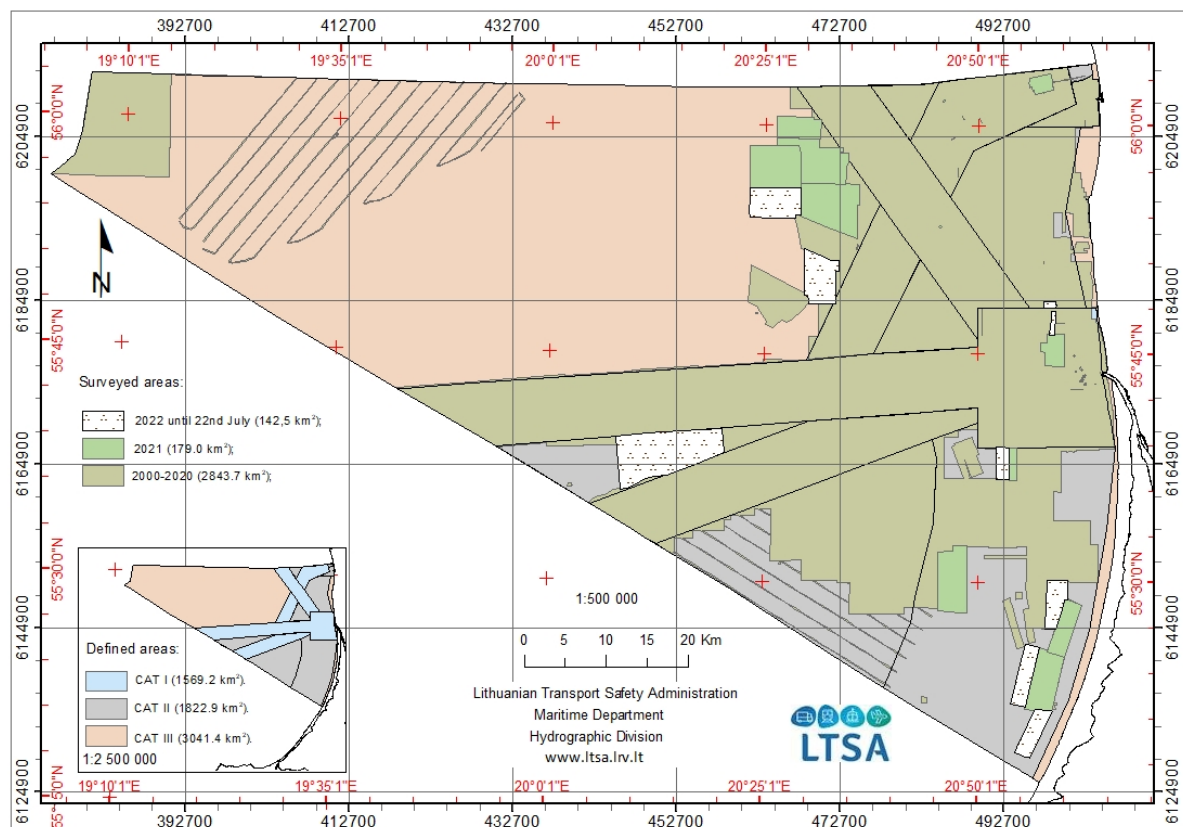 392700 412700 432700 452700 472700 492700
19°10'1"E 19°35'1"E 20°0'1"E 20°25'1"E 20°50'1"E
56°0'0"N 56°0'0"N
6204900 6204900
N
6184900 6184900
55°45'0"N 55°45'0"N
Surveyed areas:
2022 until 22nd July (142,5 km²);
2021 (179.0 km²);
2000-2020 (2843.7 km²);
6164900 6164900
55°30'0"N 55°30'0"N
1:500 000
6144900 6144900
0 5 10 15 20 Km
Defined areas:
CAT I (1569.2 km²).
CAT II (1822.9 km²).
CAT III (3041.4 km²).
1:2 500 000
Lithuanian Transport Safety Administration
Maritime Department
Hydrographic Division
www.ltsa.lrv.lt
LTSA
19°10'1"E 19°35'1"E 20°0'1"E 20°25'1"E 20°50'1"E
6124900 6124900
392700 412700 432700 452700 472700 492700